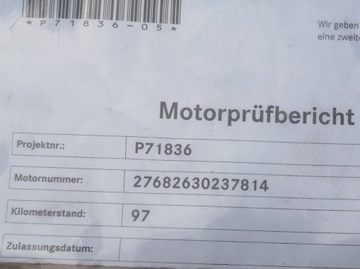 *P71836-05*
Wir geben
eine zweite
Motorprüfbericht
Projektnr.: P71836
Motornummer: 27682630237814
Kilometerstand: 97
Zulassungsdatum: